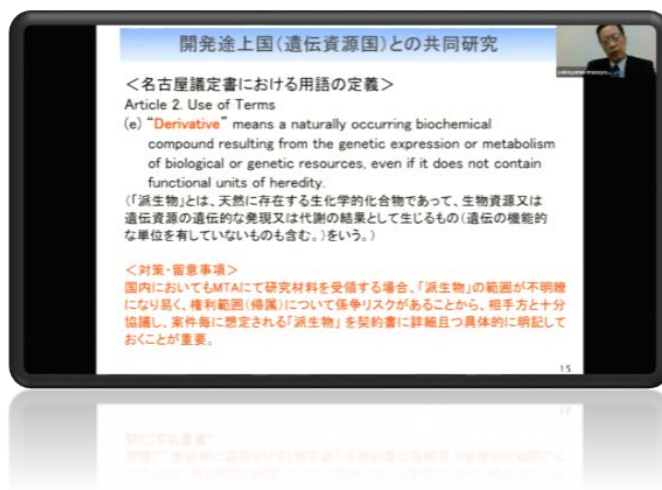 開発途上国(遺伝資源国)との共同研究
<名古屋議定書における用語の定義>
Article 2. Use of Terms
(e) “Derivative” means a naturally occurring biochemical
compound resulting from the genetic expression or metabolism
of biological or genetic resources, even if it does not contain
functional units of heredity.
(「派生物」とは、天然に存在する生化学的化合物であって、生物資源又は
遺伝資源の遺伝的な発現又は代謝の結果として生じるもの(遺伝の機能的
な単位を有していないものも含む。)をいう。)
<対策・留意事項>
国内においてもMTAにて研究材料を受領する場合、「派生物」の範囲が不明瞭
になり易く、権利範囲(帰属)について係争リスクがあることから、相手方と十分
協議し、案件毎に想定される「派生物」を契約書に詳細且つ具体的に明記して
おくことが重要。
15